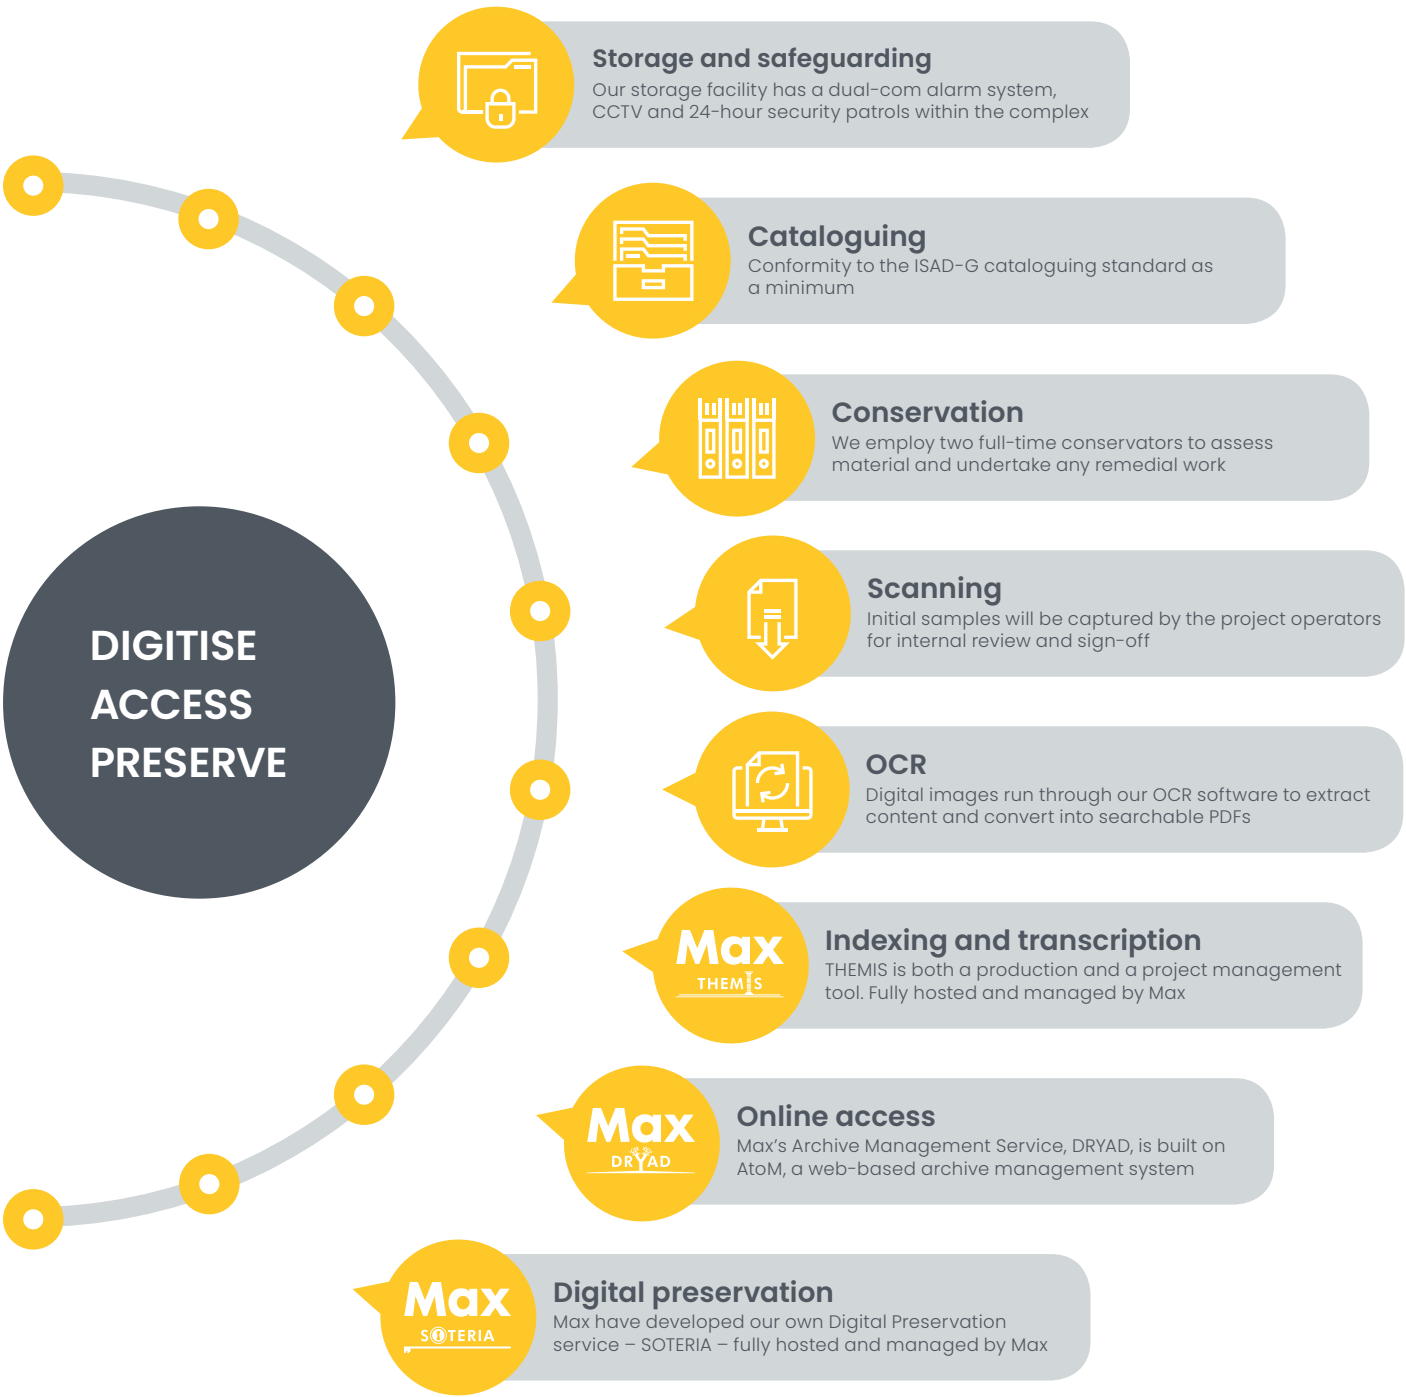 Storage and safeguarding
Our storage facility has a dual-com alarm system,
CCTV and 24-hour security patrols within the complex
Cataloguing
Conformity to the ISAD-G cataloguing standard as
a minimum
Conservation
We employ two full-time conservators to assess
material and undertake any remedial work
Scanning
Initial samples will be captured by the project operators
for internal review and sign-off
DIGITISE
ACCESS
PRESERVE
OCR
Digital images run through our OCR software to extract
content and convert into searchable PDFs
Max
THEMIS
Indexing and transcription
THEMIS is both a production and a project management
tool. Fully hosted and managed by Max
Max
DRYAD
Online access
Max's Archive Management Service, DRYAD, is built on
AtoM, a web-based archive management system
Max
SOTERIA
Digital preservation
Max have developed our own Digital Preservation
service – SOTERIA – fully hosted and managed by Max